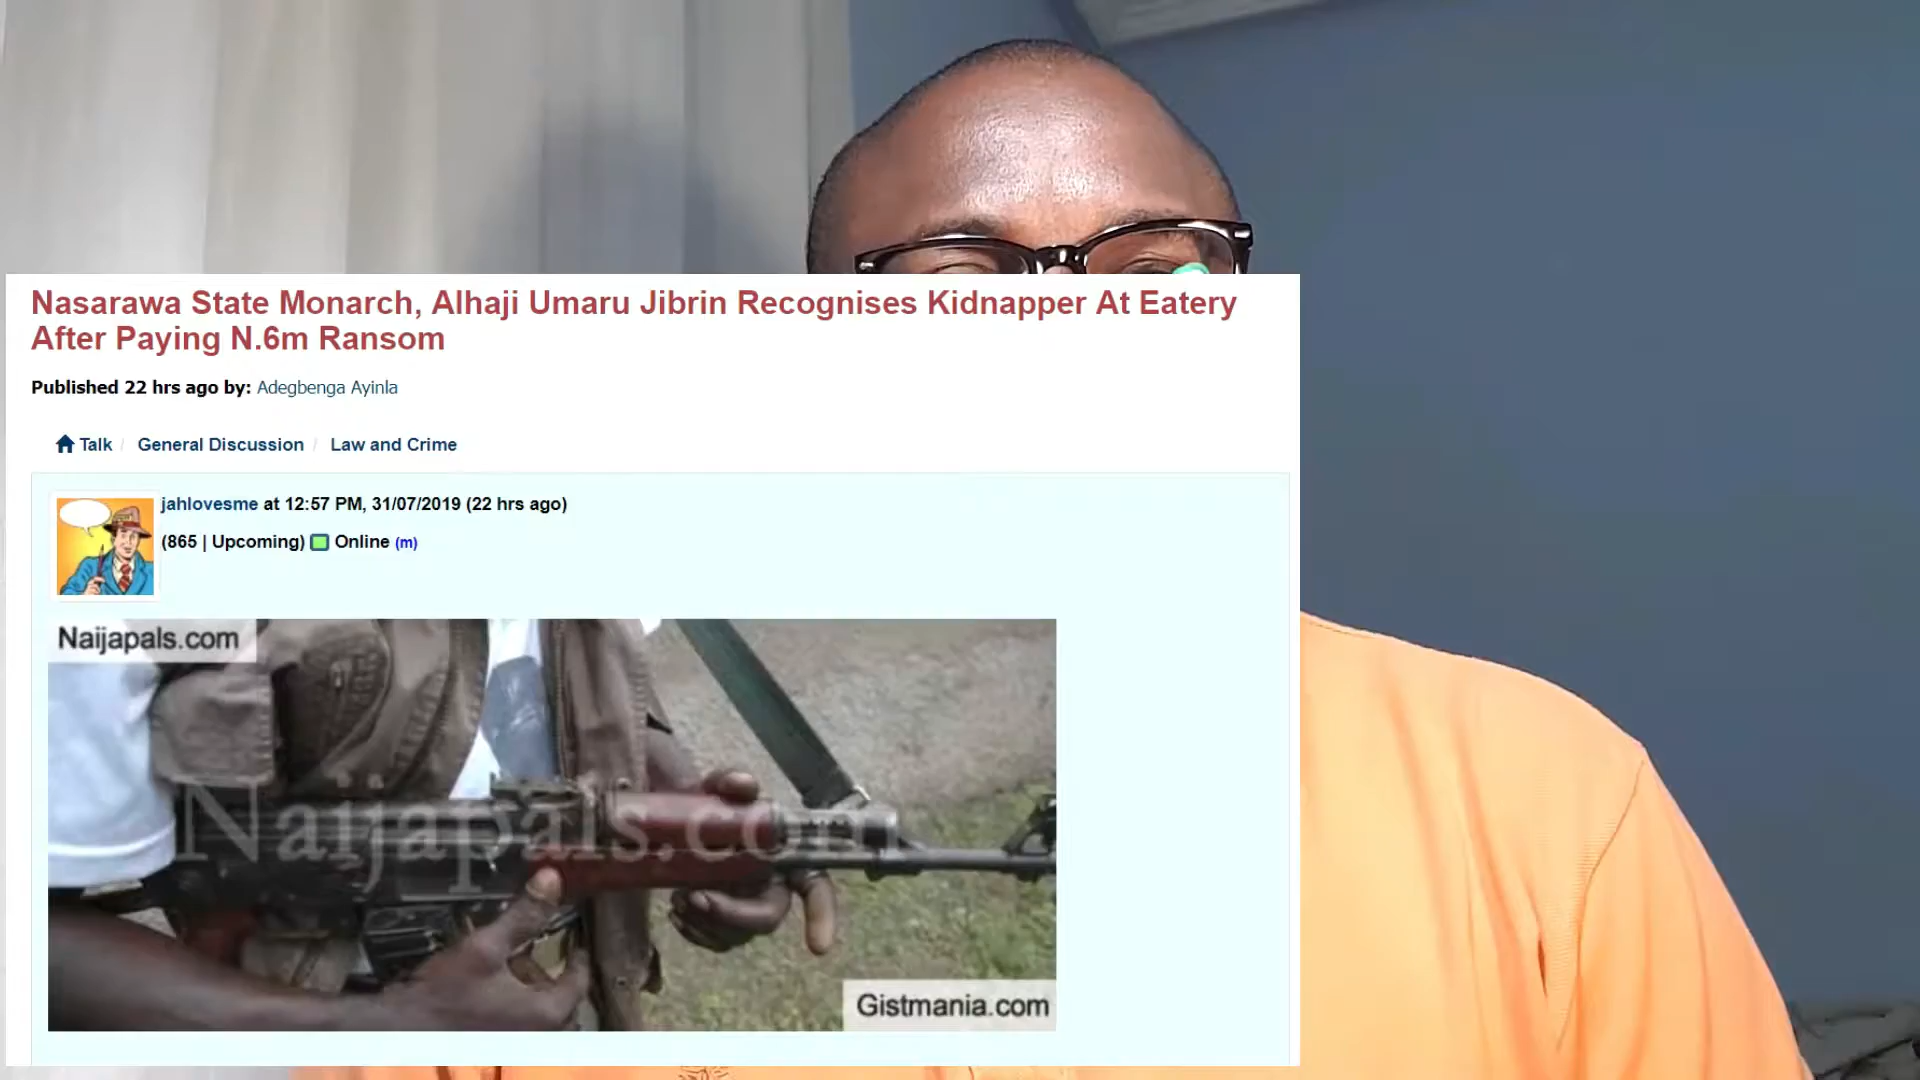 Nasarawa State Monarch, Alhaji Umaru Jibrin Recognises Kidnapper At Eatery
After Paying N.6m Ransom
Published 22 hrs ago by: Adegbenga Ayinla
Talk / General Discussion / Law and Crime
jahlovesme at 12:57 PM, 31/07/2019 (22 hrs ago)
(865 | Upcoming) Online (m)
Naijapals.com
Naijapals.com
Gistmania.com